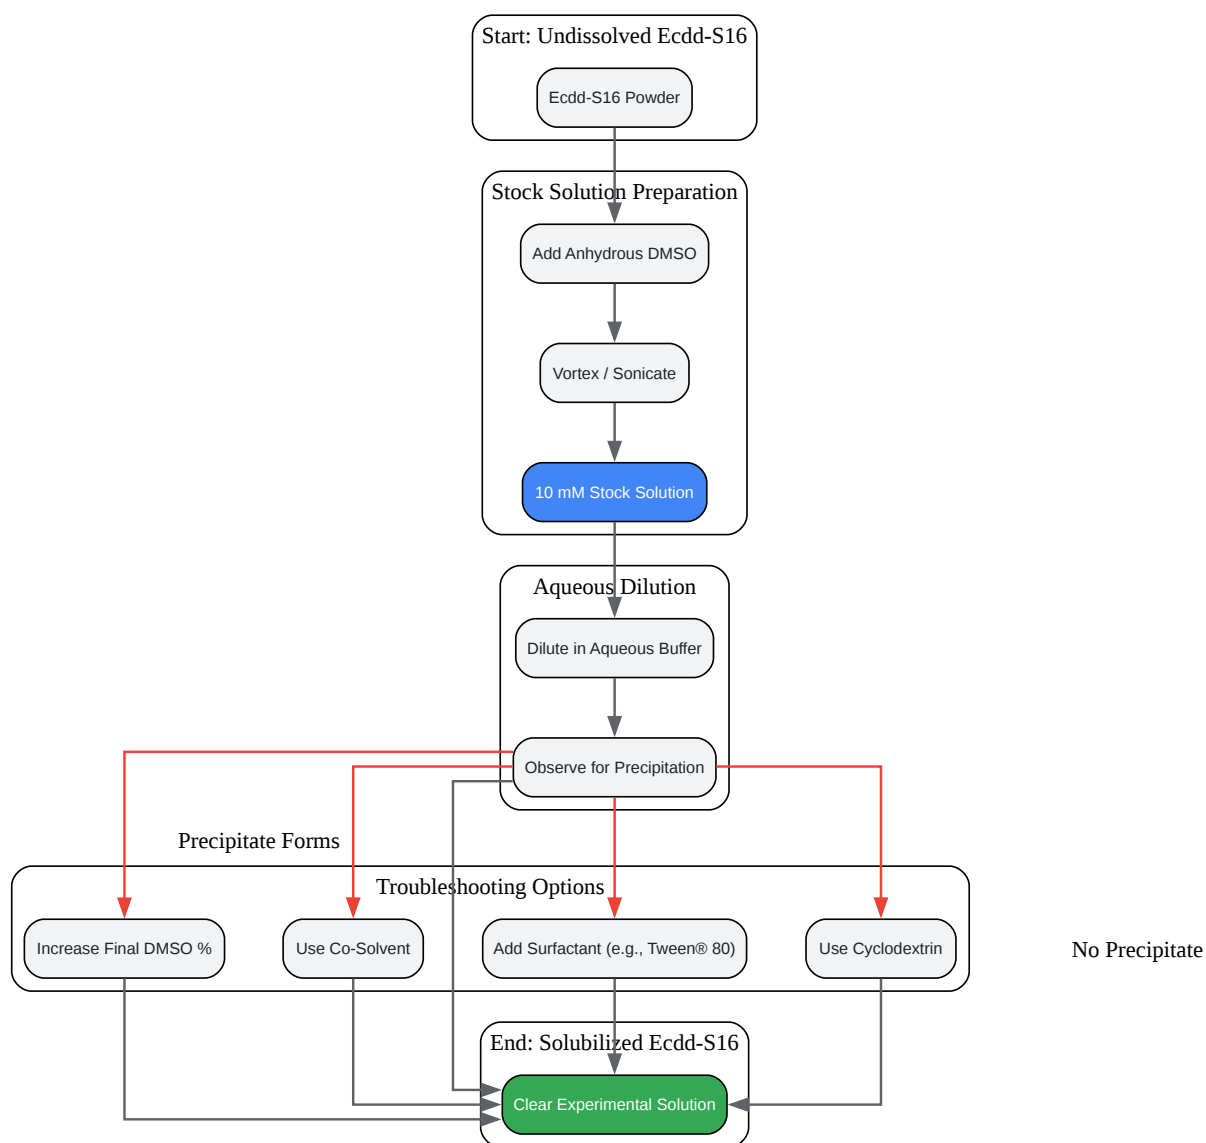 Start: Undissolved Ecdd-S16
Ecdd-S16 Powder
Stock Solution Preparation
Add Anhydrous DMSO
Vortex / Sonicate
10 mM Stock Solution
Aqueous Dilution
Dilute in Aqueous Buffer
Observe for Precipitation
Precipitate Forms
Troubleshooting Options
Increase Final DMSO %
Use Co-Solvent
Add Surfactant (e.g., Tween® 80)
Use Cyclodextrin
No Precipitate
End: Solubilized Ecdd-S16
Clear Experimental Solution